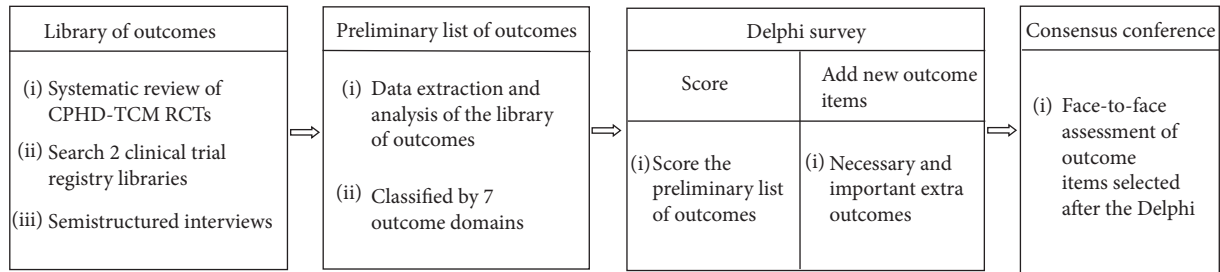 Library of outcomes
(i) Systematic review of
CPHD-TCM RCTs
(ii) Search 2 clinical trial
registry libraries
(iii) Semistructured interviews
Preliminary list of outcomes
(i) Data extraction and
analysis of the library
of outcomes
(ii) Classified by 7
outcome domains
Delphi survey
Score
(i) Score the
preliminary list
of outcomes
Add new outcome
items
(i) Necessary and
important extra
outcomes
Consensus conference
(i) Face-to-face
assessment of
outcome
items selected
after the Delphi